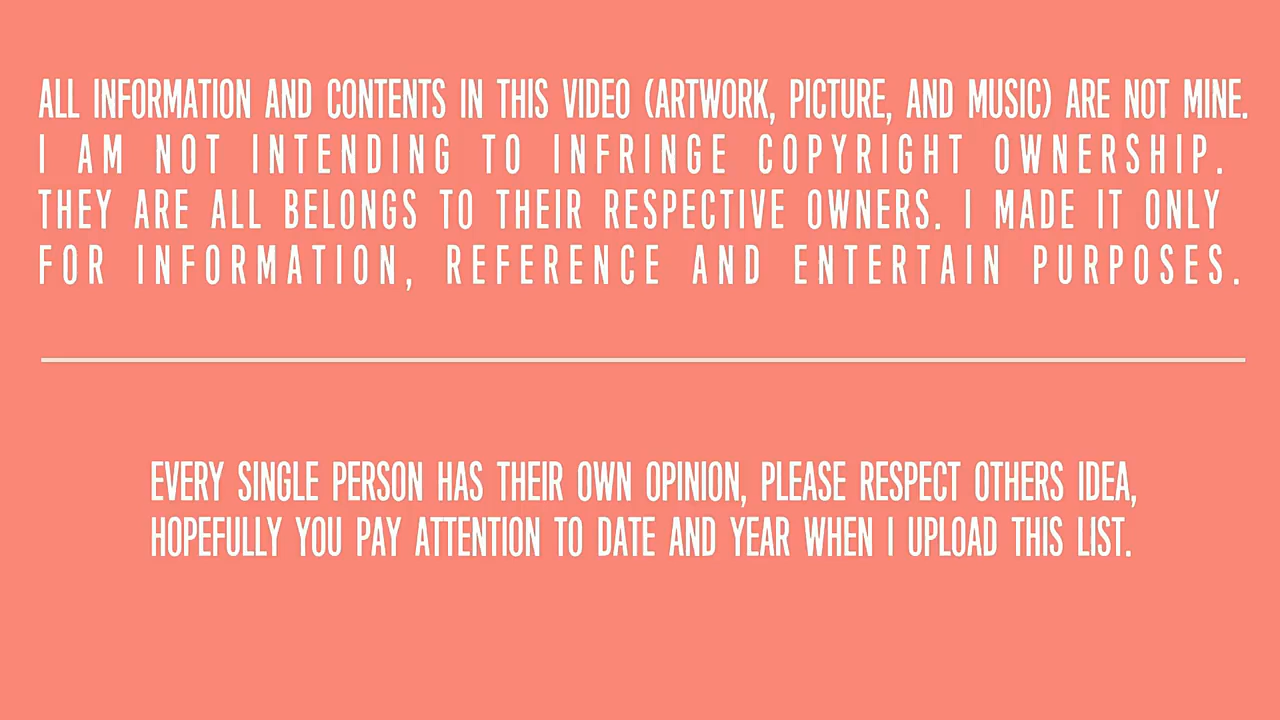 ALL INFORMATION AND CONTENTS IN THIS VIDEO (ARTWORK, PICTURE, AND MUSIC) ARE NOT MINE.
I AM NOT INTENDING TO INFRINGE COPYRIGHT OWNERSHIP.
THEY ARE ALL BELONGS TO THEIR RESPECTIVE OWNERS. I MADE IT ONLY
FOR INFORMATION, REFERENCE AND ENTERTAIN PURPOSES.
EVERY SINGLE PERSON HAS THEIR OWN OPINION, PLEASE RESPECT OTHERS IDEA,
HOPEFULLY YOU PAY ATTENTION TO DATE AND YEAR WHEN I UPLOAD THIS LIST.